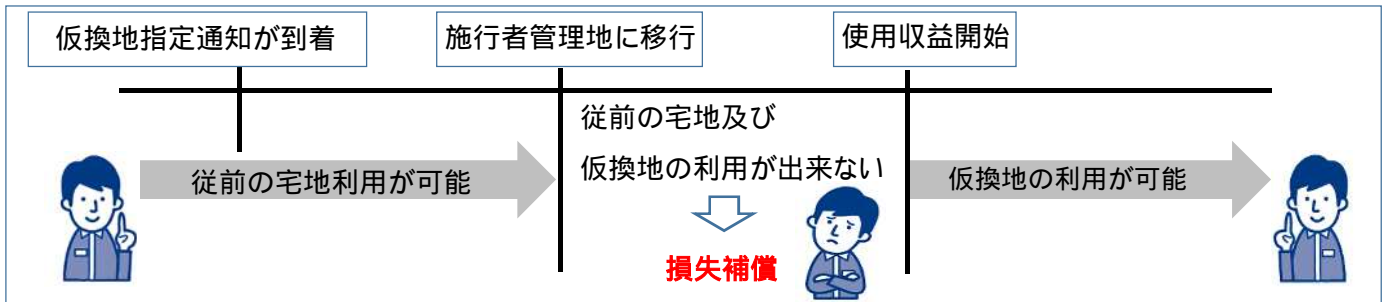 仮換地指定通知が到着
施行者管理地に移行
使用収益開始
従前の宅地利用が可能
従前の宅地及び
仮換地の利用が出来ない
損失補償
仮換地の利用が可能